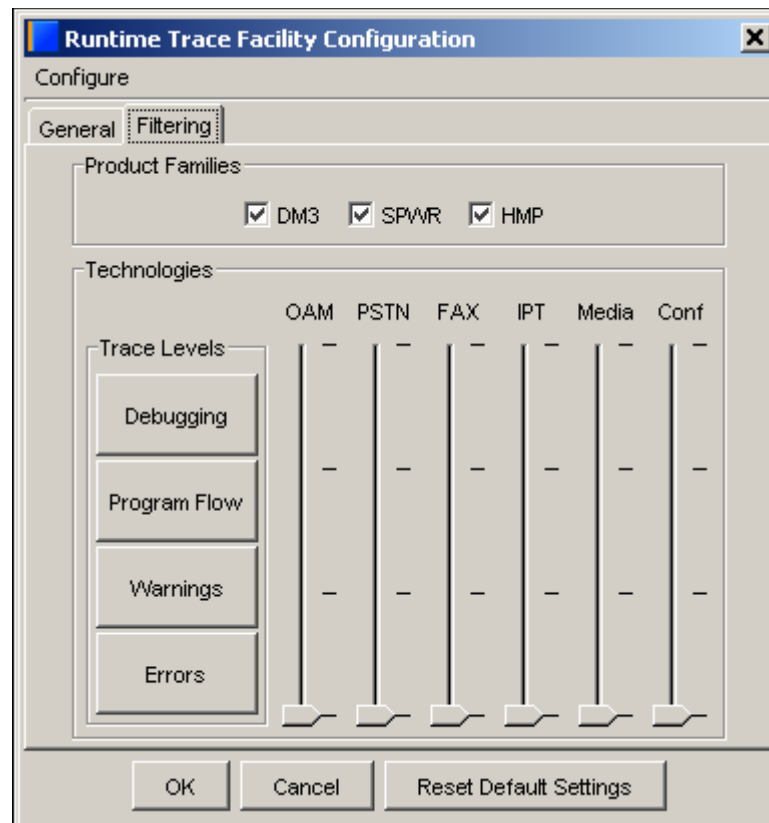 Runtime Trace Facility Configuration
Configure
General Filtering
Product Families
DM3 SPWR HMP
Technologies
OAM PSTN FAX IPT Media Conf
Trace Levels
Debugging
Program Flow
Warnings
Errors
OK Cancel Reset Default Settings